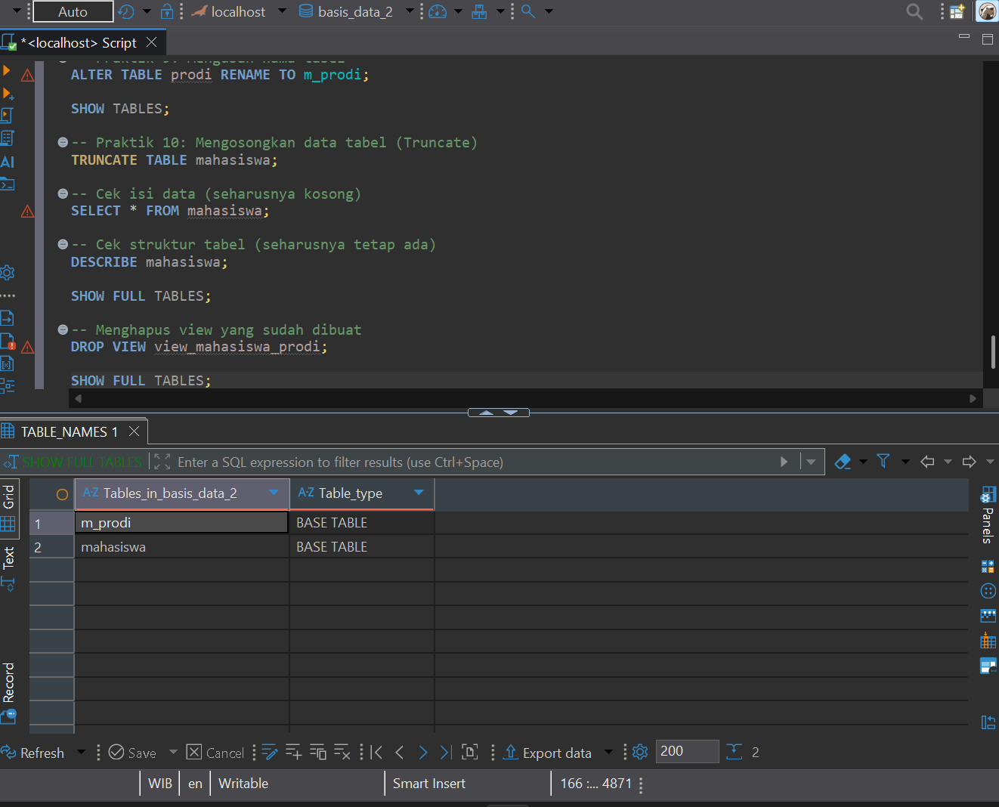 Auto
localhost
basis_data_2
*<localhost> Script
-- Praktik 9: Mengubah nama tabel
ALTER TABLE prodi RENAME TO m_prodi;
SHOW TABLES;
-- Praktik 10: Mengosongkan data tabel (Truncate)
TRUNCATE TABLE mahasiswa;
-- Cek isi data (seharusnya kosong)
SELECT * FROM mahasiswa;
-- Cek struktur tabel (seharusnya tetap ada)
DESCRIBE mahasiswa;
SHOW FULL TABLES;
-- Menghapus view yang sudah dibuat
DROP VIEW view_mahasiswa_prodi;
SHOW FULL TABLES;
AI
TABLE_NAMES 1
SHOW FULL TABLES
Enter a SQL expression to filter results (use Ctrl+Space)
Grid
Text
Record
A-Z Tables_in_basis_data_2
A-Z Table_type
1 m_prodi BASE TABLE
2 mahasiswa BASE TABLE
Panels
Refresh
Save
Cancel
Export data
200
2
WIB
en
Writable
Smart Insert
166 :... 4871